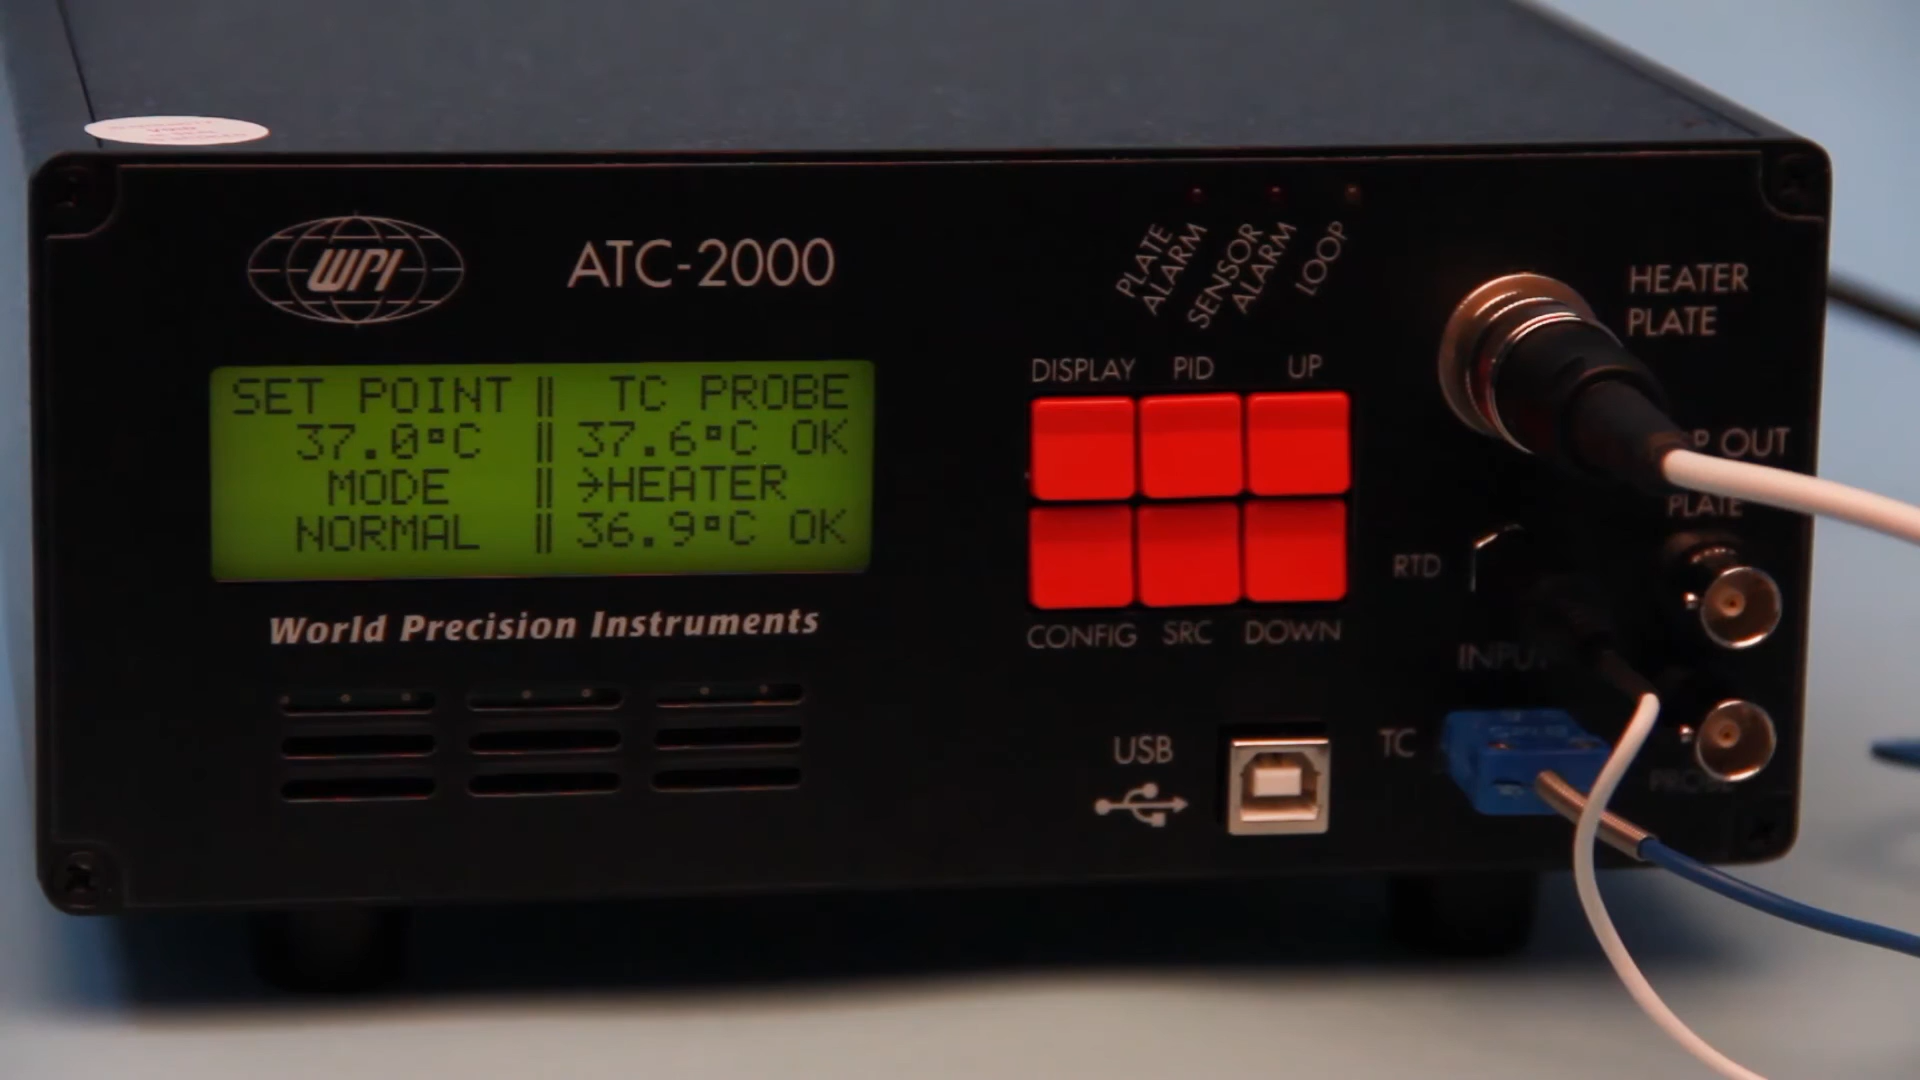 WPI
ATC-2000
PLATE
ALARM
SENSOR
ALARM
LOOP
HEATER
PLATE
SET POINT || TC PROBE
37.0°C || 37.6°C OK
MODE || →HEATER
NORMAL || 36.9°C OK
DISPLAY PID UP
CONFIG SRC DOWN
World Precision Instruments
OUT
PLATE
RTD
INPUT
USB
TC